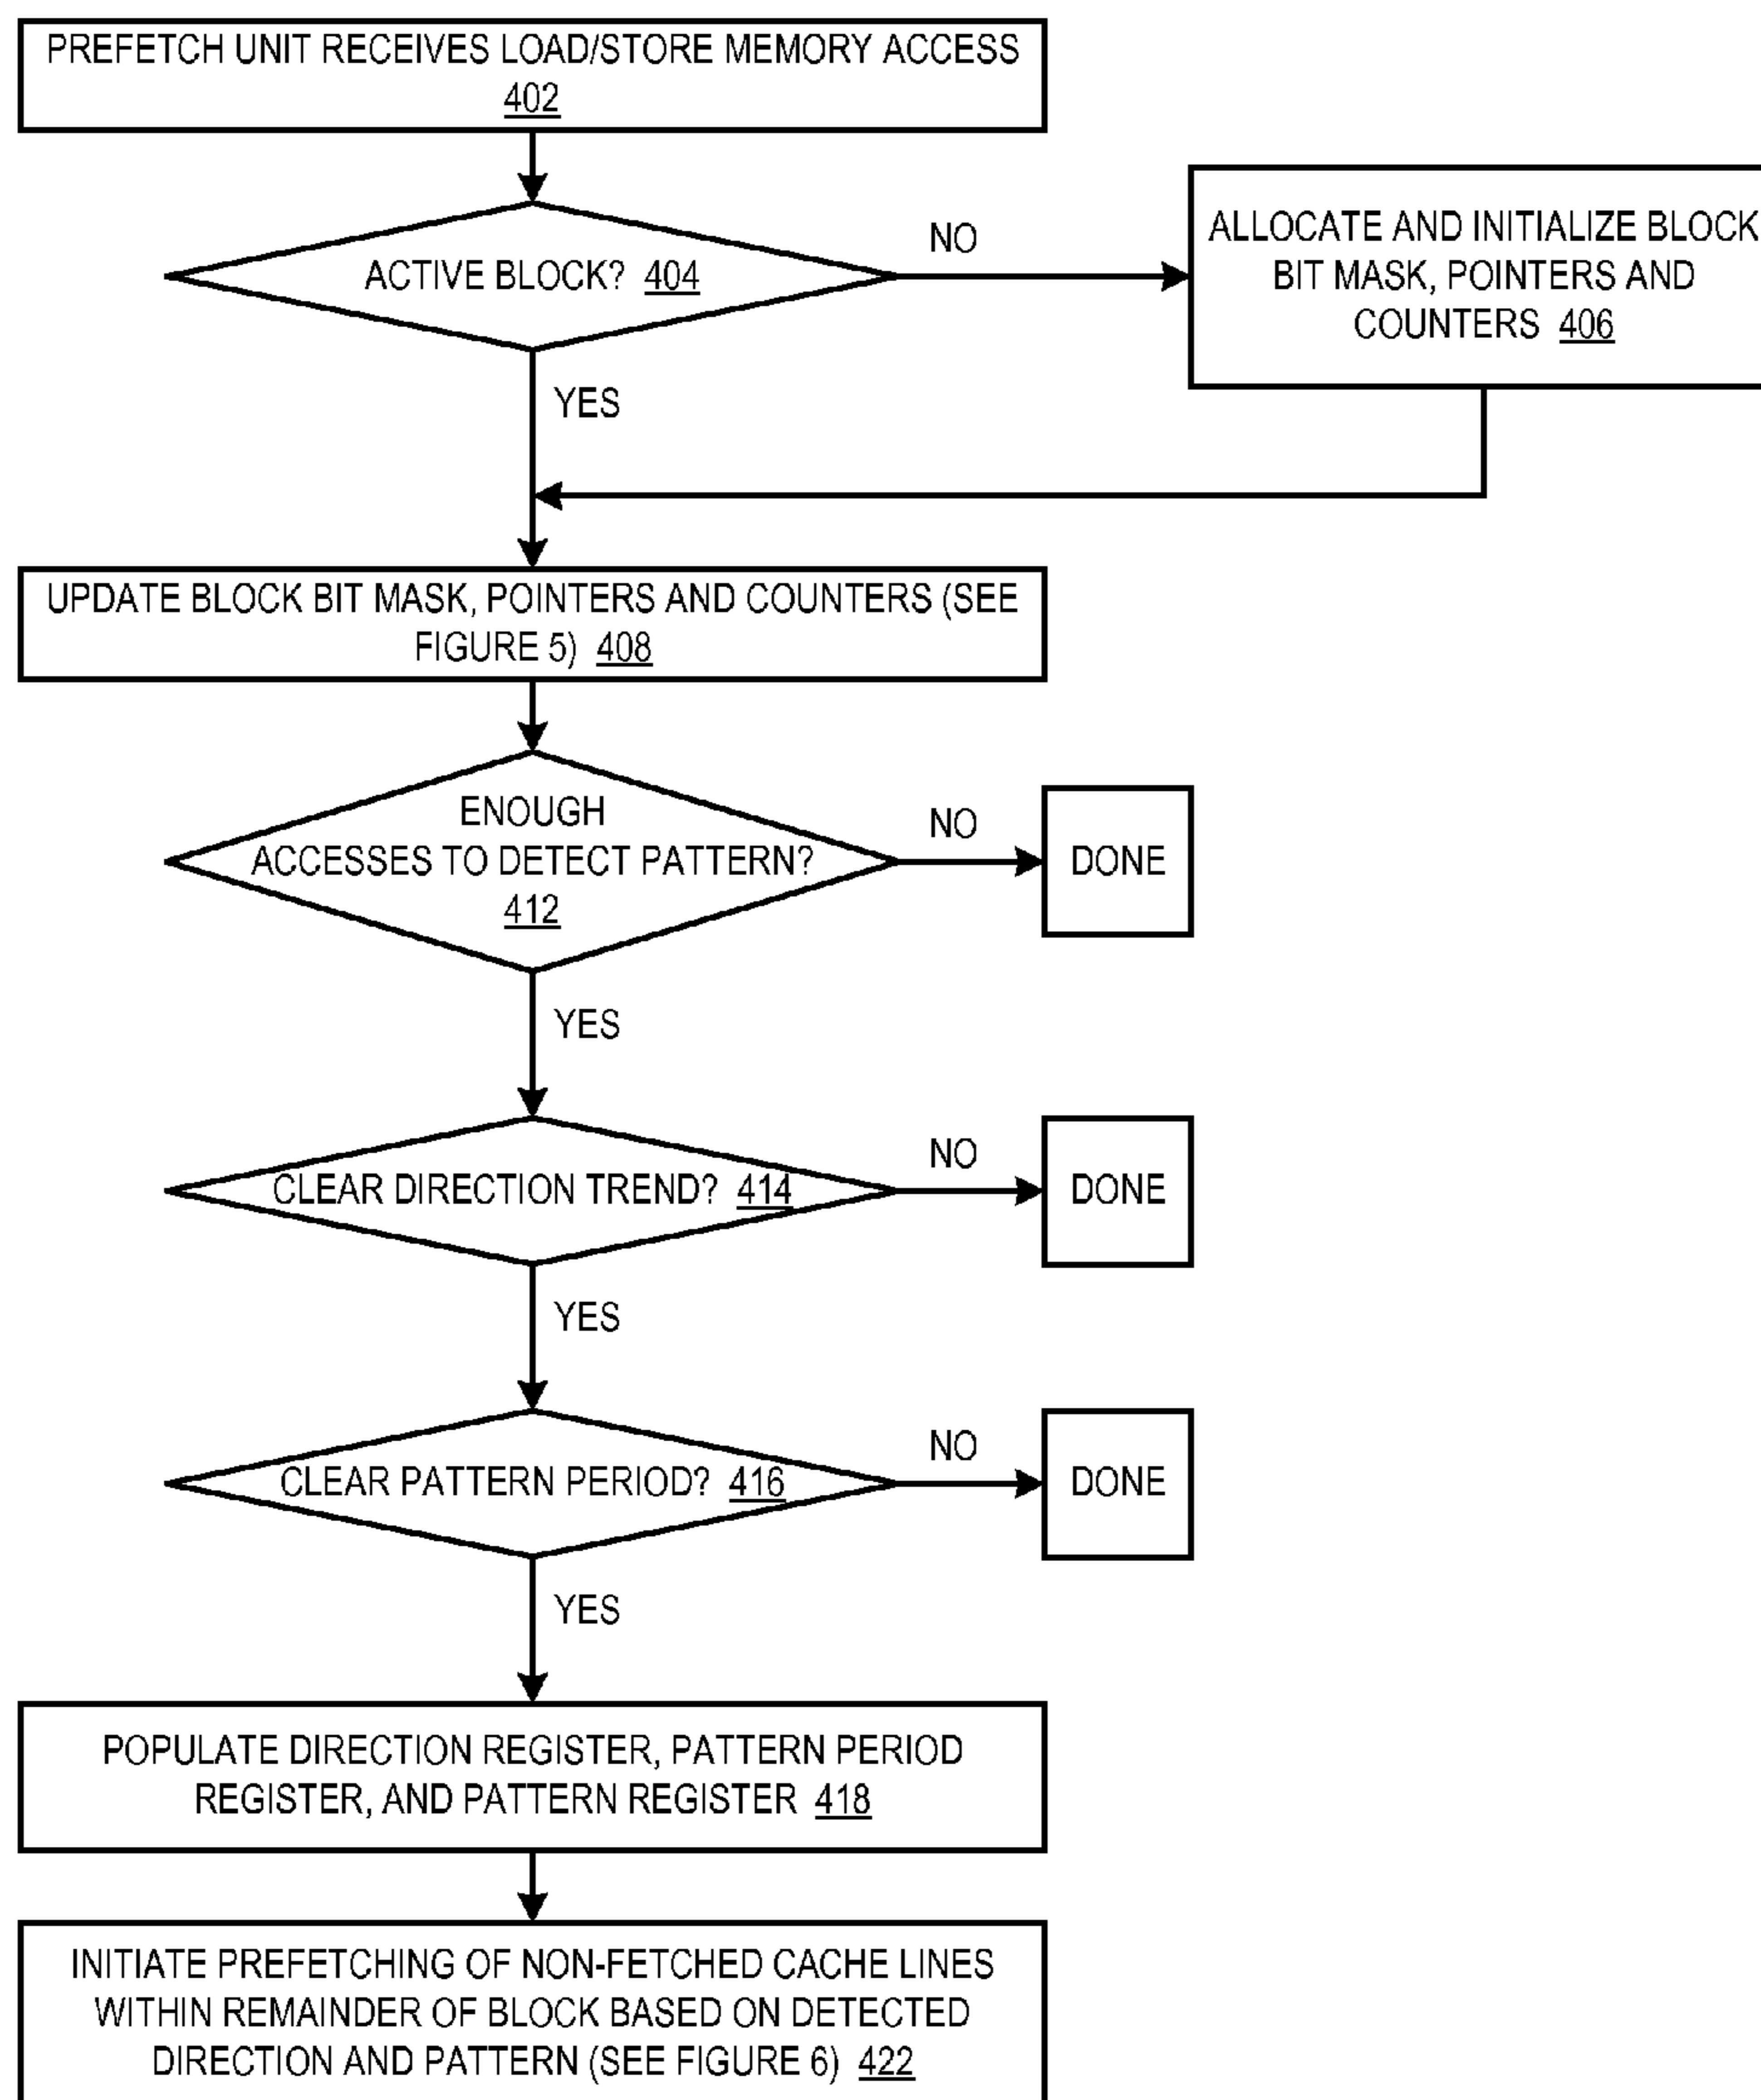 PREFETCH UNIT RECEIVES LOAD/STORE MEMORY ACCESS
402
ACTIVE BLOCK? 404
NO
ALLOCATE AND INITIALIZE BLOCK
BIT MASK, POINTERS AND
COUNTERS 406
YES
UPDATE BLOCK BIT MASK, POINTERS AND COUNTERS (SEE
FIGURE 5) 408
ENOUGH
ACCESSES TO DETECT PATTERN?
412
NO
DONE
YES
CLEAR DIRECTION TREND? 414
NO
DONE
YES
CLEAR PATTERN PERIOD? 416
NO
DONE
YES
POPULATE DIRECTION REGISTER, PATTERN PERIOD
REGISTER, AND PATTERN REGISTER 418
INITIATE PREFETCHING OF NON-FETCHED CACHE LINES
WITHIN REMAINDER OF BLOCK BASED ON DETECTED
DIRECTION AND PATTERN (SEE FIGURE 6) 422